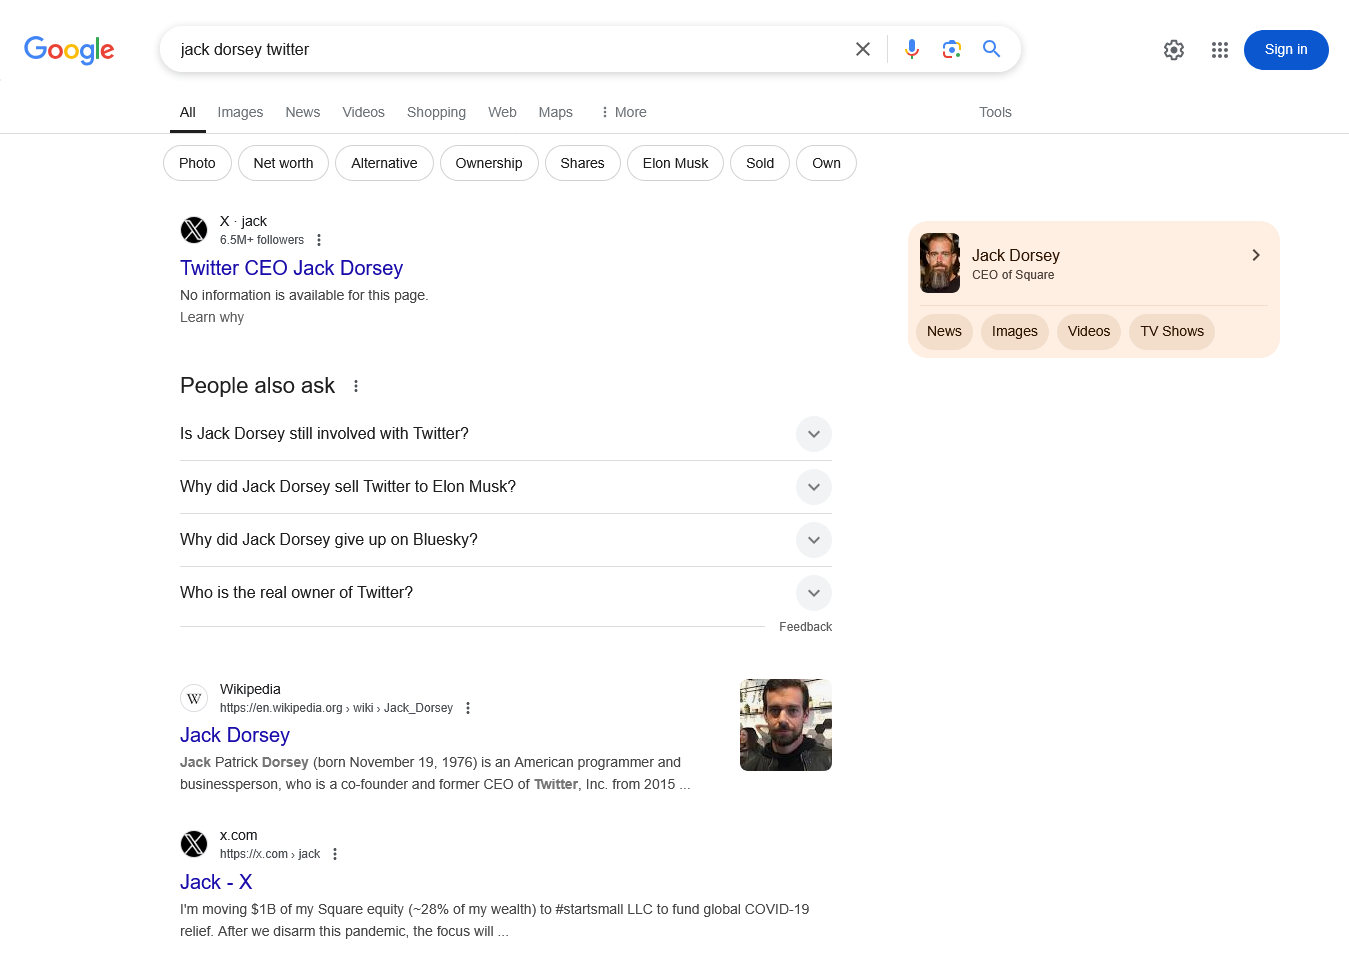 Google
jack dorsey twitter
Sign in
All
Images
News
Videos
Shopping
Web
Maps
More
Tools
Photo
Net worth
Alternative
Ownership
Shares
Elon Musk
Sold
Own
X · jack
6.5M+ followers
Twitter CEO Jack Dorsey
No information is available for this page.
Learn why
Jack Dorsey
CEO of Square
News
Images
Videos
TV Shows
People also ask
Is Jack Dorsey still involved with Twitter?
Why did Jack Dorsey sell Twitter to Elon Musk?
Why did Jack Dorsey give up on Bluesky?
Who is the real owner of Twitter?
Feedback
W
Wikipedia
https://en.wikipedia.org › wiki › Jack_Dorsey
Jack Dorsey
Jack Patrick Dorsey (born November 19, 1976) is an American programmer and
businessperson, who is a co-founder and former CEO of Twitter, Inc. from 2015 ...
x.com
https://x.com › jack
Jack - X
I'm moving $1B of my Square equity (~28% of my wealth) to #startsmall LLC to fund global COVID-19
relief. After we disarm this pandemic, the focus will ...